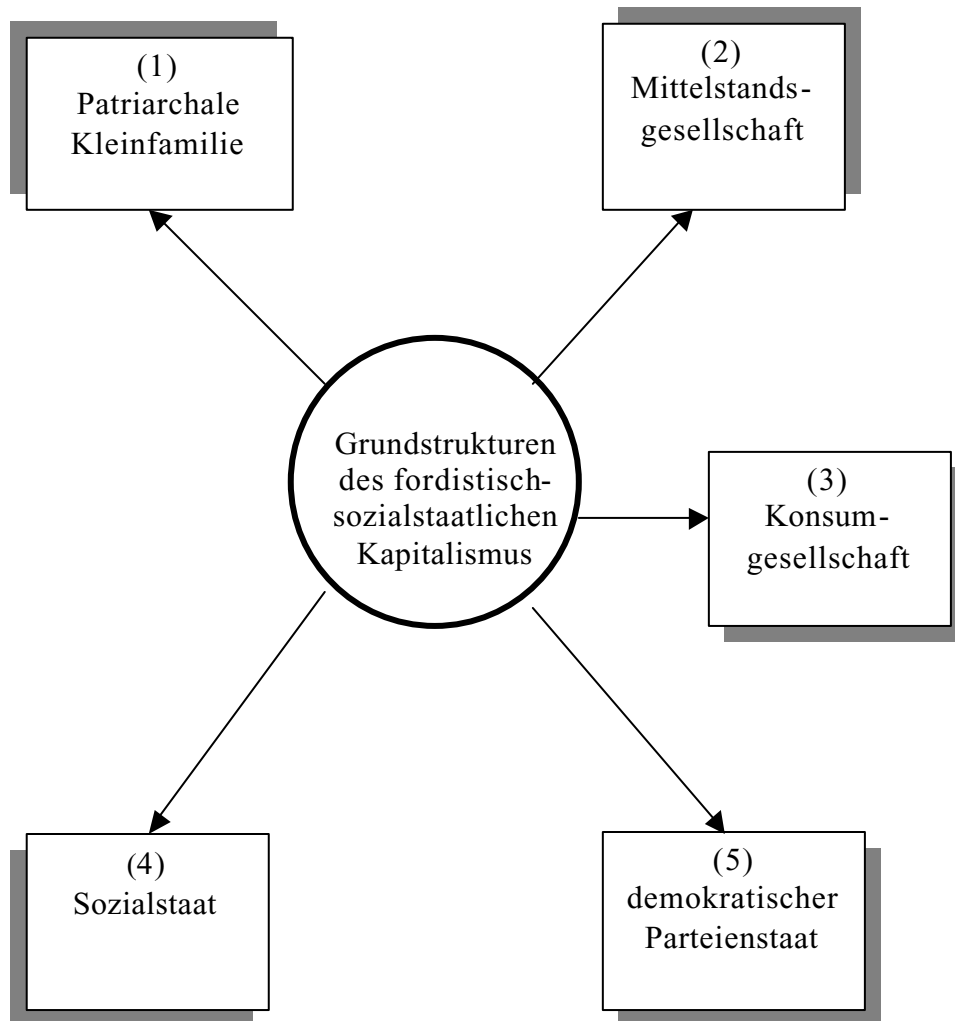 (1)
Patriarchale
Kleinfamilie
(2)
Mittelstands-
gesellschaft
Grundstrukturen
des fordistisch-
sozialstaatlichen
Kapitalismus
(3)
Konsum-
gesellschaft
(4)
Sozialstaat
(5)
demokratischer
Parteienstaat